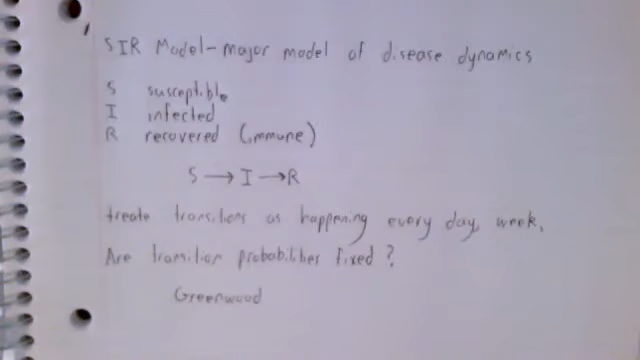 SIR Model - major model of disease dynamics
S susceptible
I infected
R recovered (immune)
S → I → R
treate transitions as happening every day, week,
Are transition probabilities fixed?
Greenwood